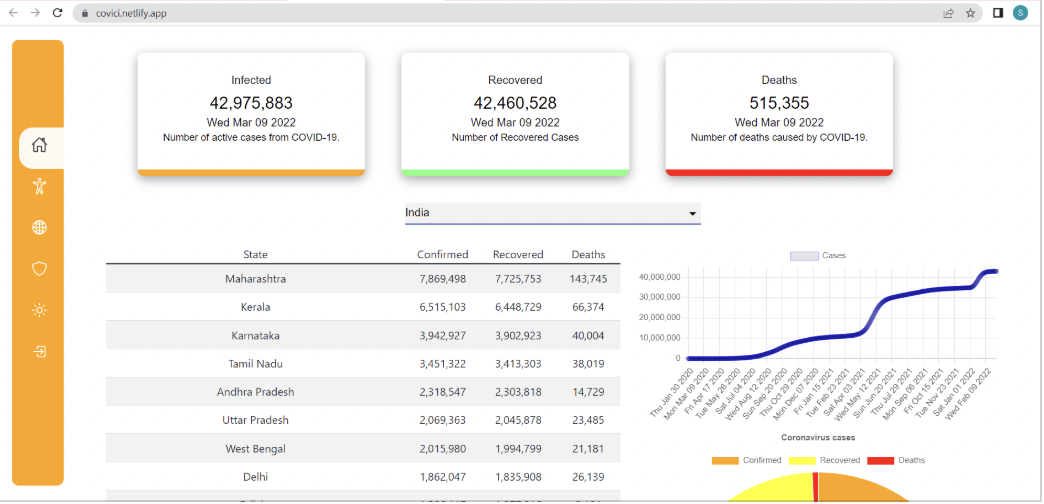 covici.netlify.app
S
Infected
42,975,883
Wed Mar 09 2022
Number of active cases from COVID-19.
Recovered
42,460,528
Wed Mar 09 2022
Number of Recovered Cases
Deaths
515,355
Wed Mar 09 2022
Number of deaths caused by COVID-19.
India
State Confirmed Recovered Deaths
Maharashtra 7,869,498 7,725,753 143,745
Kerala 6,515,103 6,448,729 66,374
Karnataka 3,942,927 3,902,923 40,004
Tamil Nadu 3,451,322 3,413,303 38,019
Andhra Pradesh 2,318,547 2,303,818 14,729
Uttar Pradesh 2,069,363 2,045,878 23,485
West Bengal 2,015,980 1,994,799 21,181
Delhi 1,862,047 1,835,908 26,139
Cases
40,000,000
30,000,000
20,000,000
10,000,000
0
Thu Jan 30 2020
Mon Mar 09 2020
Fri Apr 17 2020
Tue May 26 2020
Sat Jul 04 2020
Wed Aug 12 2020
Sun Sep 20 2020
Thu Oct 29 2020
Mon Dec 07 2020
Fri Jan 15 2021
Tue Feb 23 2021
Sat Apr 03 2021
Wed May 12 2021
Sun Jun 20 2021
Thu Jul 29 2021
Mon Sep 06 2021
Fri Oct 15 2021
Tue Nov 23 2021
Sat Jan 01 2022
Wed Feb 09 2022
Coronavirus cases
Confirmed Recovered Deaths